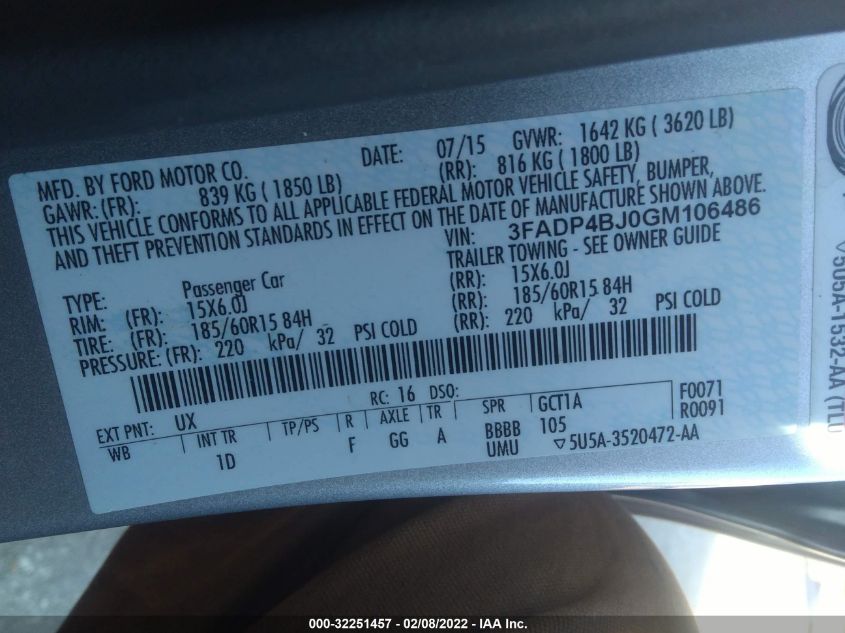 MFD. BY FORD MOTOR CO. DATE: 07/15 GVWR: 1642 KG ( 3620 LB)
GAWR: (FR): 839 KG ( 1850 LB) (RR): 816 KG ( 1800 LB)
THIS VEHICLE CONFORMS TO ALL APPLICABLE FEDERAL MOTOR VEHICLE SAFETY, BUMPER,
AND THEFT PREVENTION STANDARDS IN EFFECT ON THE DATE OF MANUFACTURE SHOWN ABOVE.
VIN: 3FADP4BJ0GM106486
TYPE: Passenger Car TRAILER TOWING - SEE OWNER GUIDE
RIM: (FR): 15X6.0J (RR): 15X6.0J
TIRE: (FR): 185/60R15 84H (RR): 185/60R15 84H
PRESSURE: (FR): 220 kPa/ 32 PSI COLD (RR): 220 kPa/ 32 PSI COLD
EXT PNT: UX RC: 16 DSO: F0071
R0091
WB INT TR TP/PS R AXLE TR SPR GCT1A
1D F GG A BBBB 105
UMU ▽5U5A-3520472-AA
▽5U5A-1532-AA (TLU
000-32251457 - 02/08/2022 - IAA Inc.